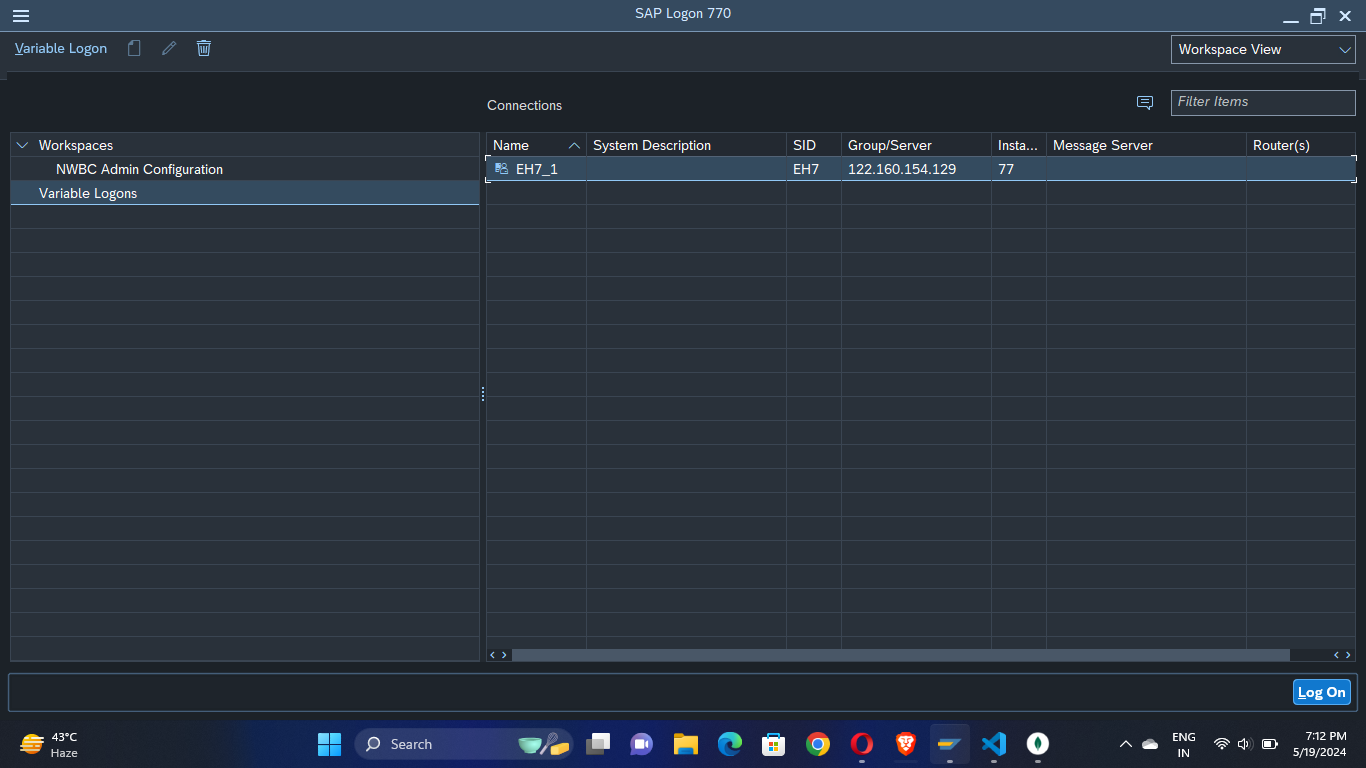 SAP Logon 770
Variable Logon
Workspace View
Connections
Filter Items
Workspaces
NWBC Admin Configuration
Variable Logons
Name System Description SID Group/Server Insta... Message Server Router(s)
EH7_1 EH7 122.160.154.129 77
Log On
43°C
Haze
Search
ENG
IN
7:12 PM
5/19/2024